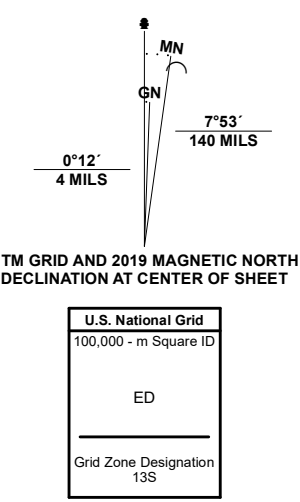 MN
GN
7°53´
140 MILS
0°12´
4 MILS
TM GRID AND 2019 MAGNETIC NORTH
DECLINATION AT CENTER OF SHEET
U.S. National Grid
100,000 - m Square ID
ED
Grid Zone Designation
13S